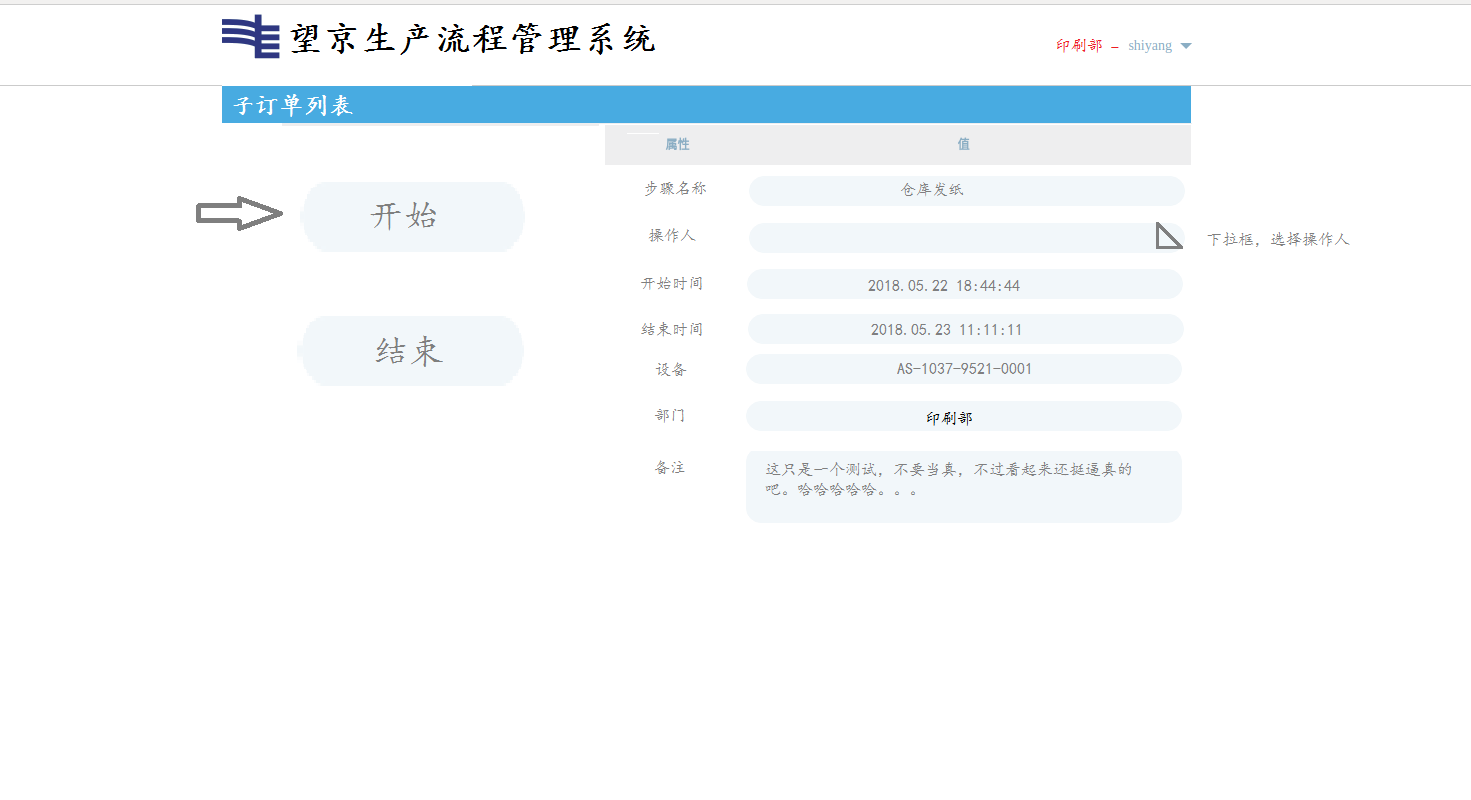 望京生产流程管理系统
印刷部 – shiyang
子订单列表
属性 值
开始
结束
步骤名称 仓库发纸
操作人
下拉框，选择操作人
开始时间 2018.05.22 18:44:44
结束时间 2018.05.23 11:11:11
设备 AS-1037-9521-0001
部门 印刷部
备注
这只是一个测试，不要当真，不过看起来还挺逼真的
吧。哈哈哈哈哈。。。